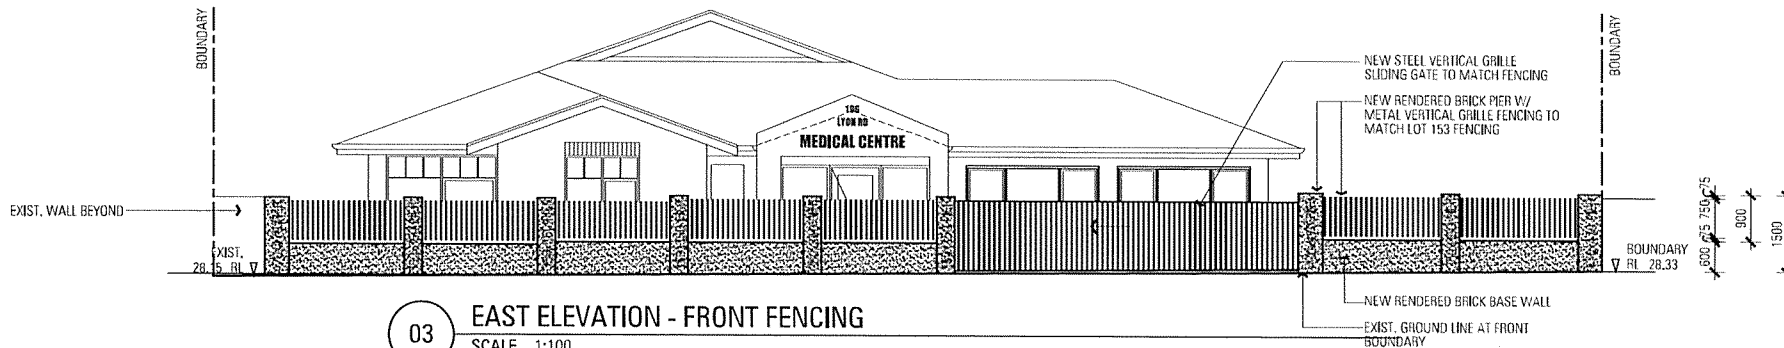 BOUNDARY
BOUNDARY
NEW STEEL VERTICAL GRILLE
SLIDING GATE TO MATCH FENCING
NEW RENDERED BRICK PIER W/
METAL VERTICAL GRILLE FENCING TO
MATCH LOT 153 FENCING
195
LYON RD
MEDICAL CENTRE
EXIST. WALL BEYOND
75
750
75
600
900
1500
EXIST.
28.15 RL
BOUNDARY
RL 28.33
NEW RENDERED BRICK BASE WALL
EXIST. GROUND LINE AT FRONT
BOUNDARY
03
EAST ELEVATION - FRONT FENCING
SCALE 1:100